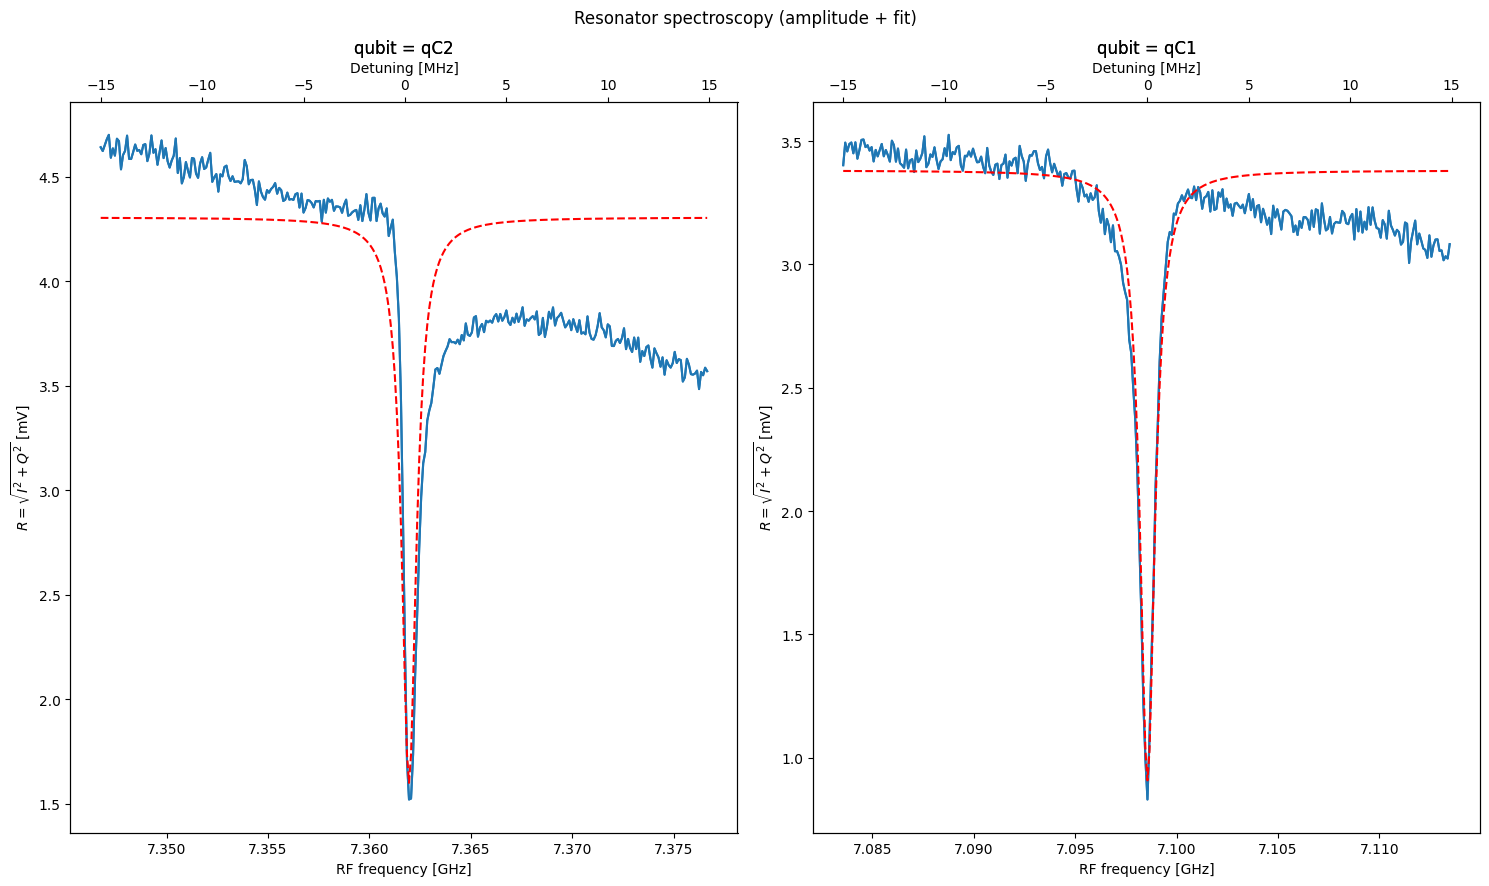 Resonator spectroscopy (amplitude + fit)
qubit = qC2
Detuning [MHz]
−15 −10 −5 0 5 10 15
4.5
4.0
3.5
3.0
2.5
2.0
1.5
R = √I² + Q² [mV]
7.350 7.355 7.360 7.365 7.370 7.375
RF frequency [GHz]
qubit = qC1
Detuning [MHz]
−15 −10 −5 0 5 10 15
3.5
3.0
2.5
2.0
1.5
1.0
R = √I² + Q² [mV]
7.085 7.090 7.095 7.100 7.105 7.110
RF frequency [GHz]